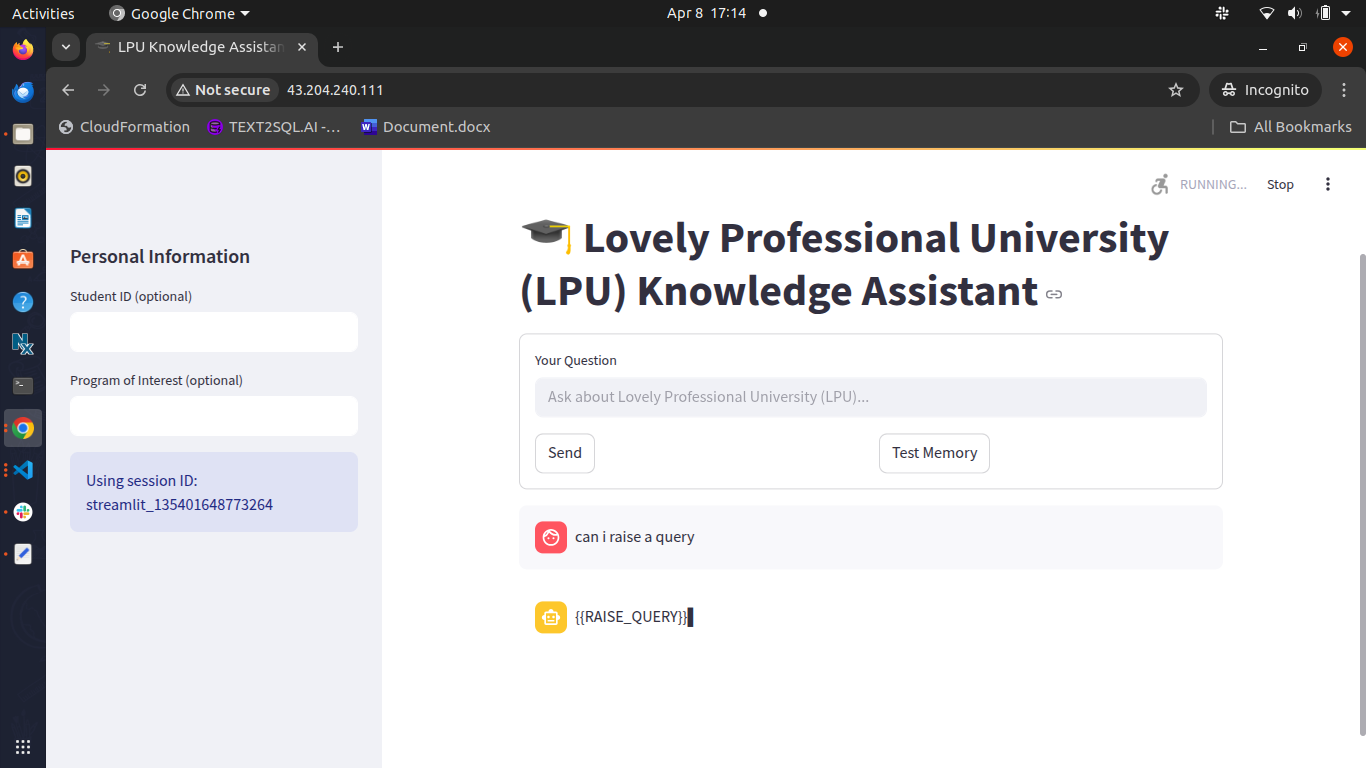 Activities
Google Chrome
Apr 8 17:14
LPU Knowledge Assistan
Not secure
43.204.240.111
Incognito
CloudFormation
TEXT2SQL.AI -...
Document.docx
All Bookmarks
RUNNING...
Stop
Personal Information
Student ID (optional)
Program of Interest (optional)
Using session ID:
streamlit_135401648773264
Lovely Professional University
(LPU) Knowledge Assistant
Your Question
Ask about Lovely Professional University (LPU)...
Send
Test Memory
can i raise a query
{{RAISE_QUERY}}